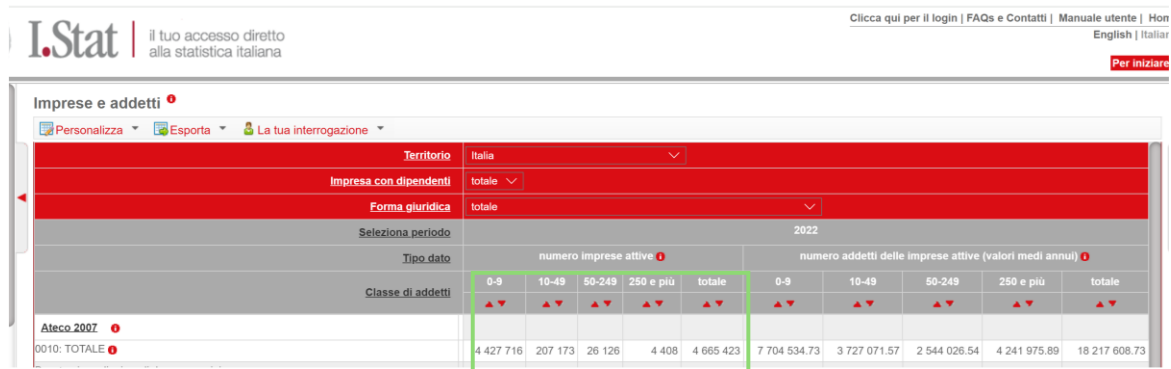 Clicca qui per il login | FAQs e Contatti | Manuale utente |
I.Stat
il tuo accesso diretto
alla statistica italiana
English |
Per iniziare
Imprese e addetti
Personalizza Esporta La tua interrogazione
Territorio Italia
Impresa con dipendenti totale
Forma giuridica totale
Seleziona periodo 2022
Tipo dato numero imprese attive numero addetti delle imprese attive (valori medi annui)
Classe di addetti 0-9 10-49 50-249 250 e più totale 0-9 10-49 50-249 250 e più totale
Ateco 2007
0010: TOTALE 4 427 716 207 173 26 126 4 408 4 665 423 7 704 534.73 3 727 071.57 2 544 026.54 4 241 975.89 18 217 608.73